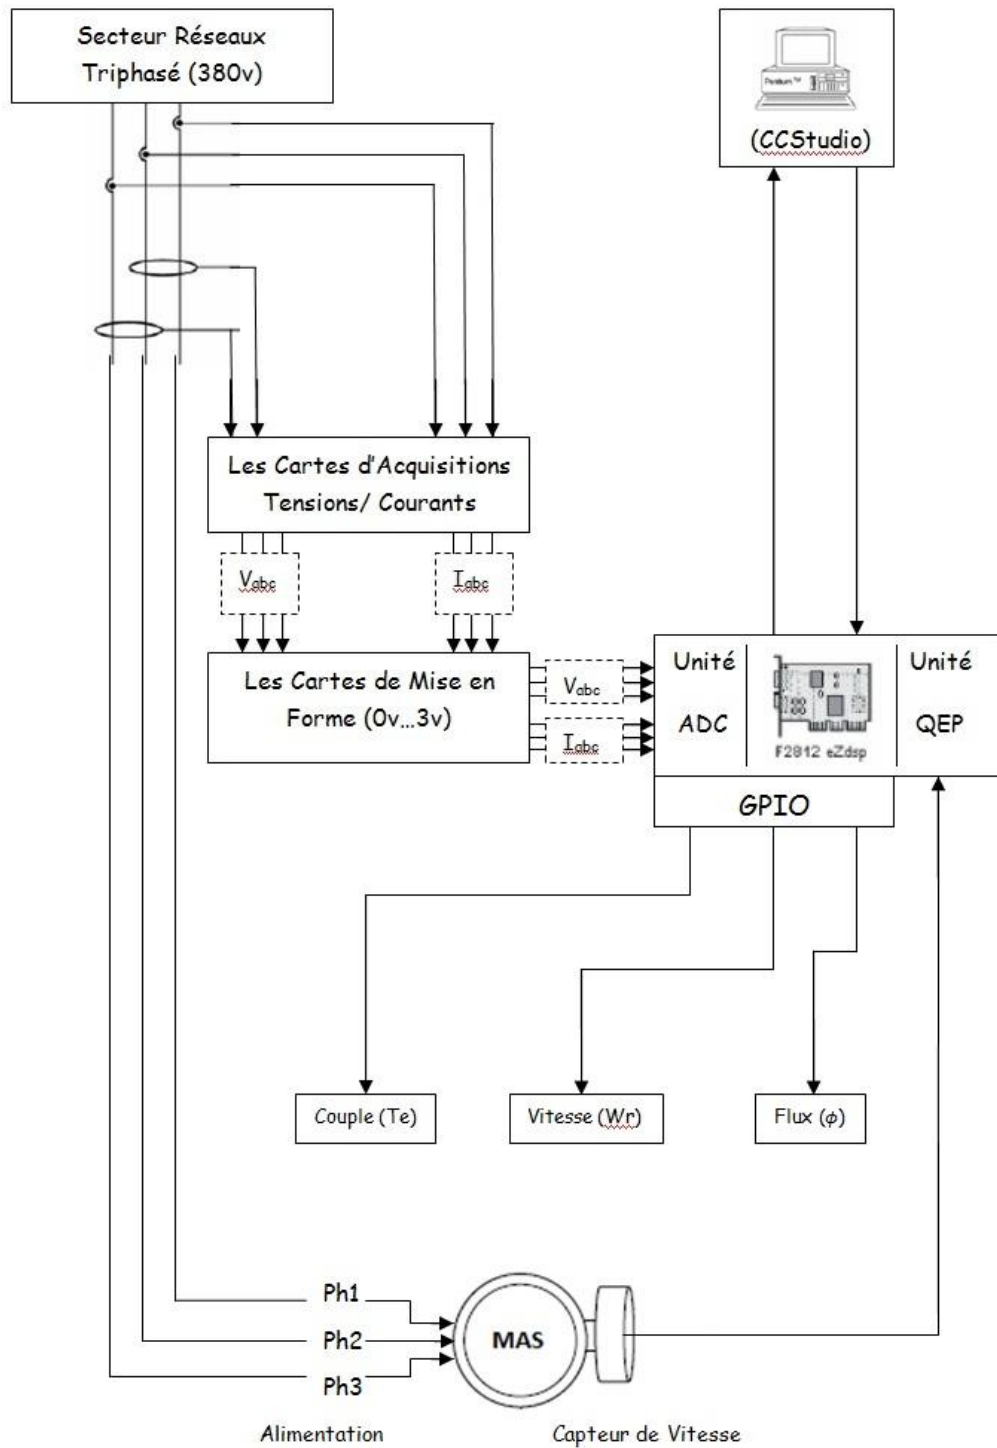 Secteur Réseaux
Triphasé (380v)
Pentium TM
(CCStudio)
Les Cartes d'Acquisitions
Tensions/ Courants
Vabc
Iabc
Les Cartes de Mise en
Forme (0v...3v)
Vabc
Iabc
Unité
ADC
F2812 eZdsp
Unité
QEP
GPIO
Couple (Te)
Vitesse (Wr)
Flux (ϕ)
Ph1
Ph2
Ph3
MAS
Alimentation
Capteur de Vitesse